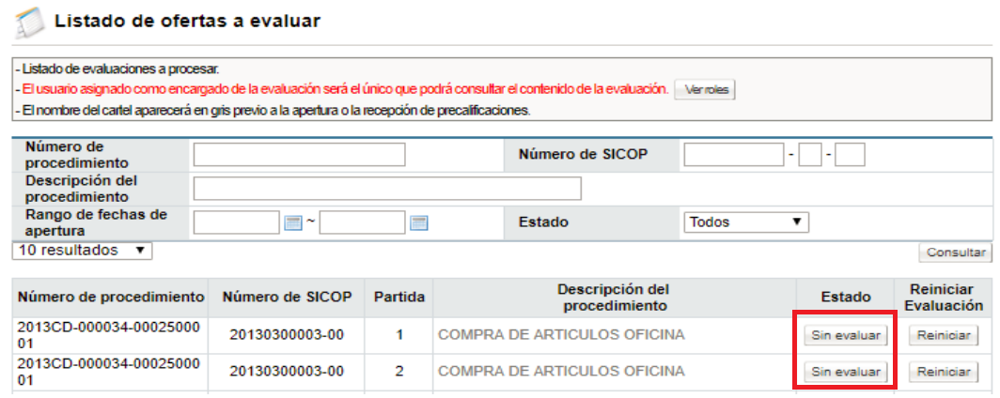 Listado de ofertas a evaluar
- Listado de evaluaciones a procesar.
- El usuario asignado como encargado de la evaluación será el único que podrá consultar el contenido de la evaluación. Ver roles
- El nombre del cartel aparecerá en gris previo a la apertura o la recepción de precalificaciones.
Número de procedimiento Número de SICOP - -
Descripción del procedimiento
Rango de fechas de apertura ~ Estado Todos
10 resultados Consultar
Número de procedimiento Número de SICOP Partida Descripción del procedimiento Estado Reiniciar Evaluación
2013CD-000034-00025000
01 20130300003-00 1 COMPRA DE ARTICULOS OFICINA Sin evaluar Reiniciar
2013CD-000034-00025000
01 20130300003-00 2 COMPRA DE ARTICULOS OFICINA Sin evaluar Reiniciar